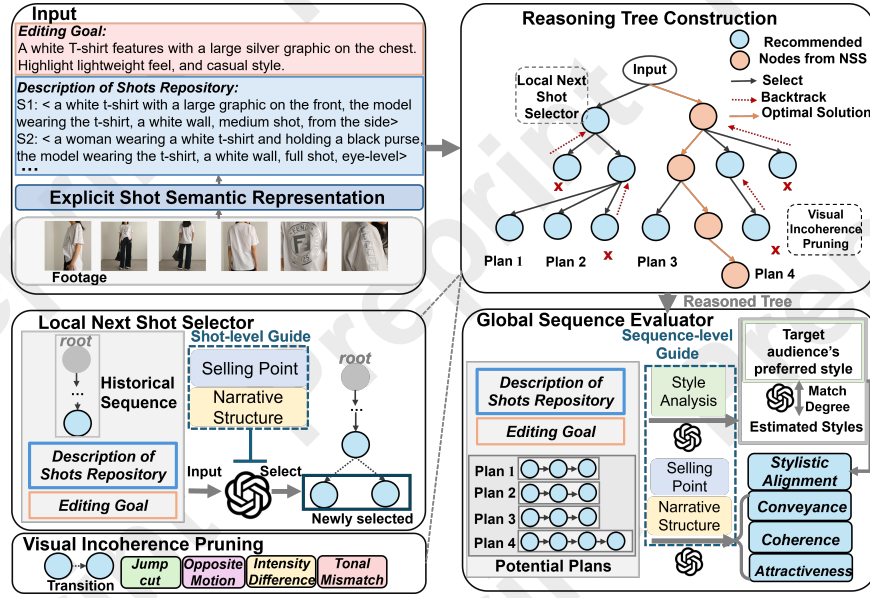 Input
Editing Goal:
A white T-shirt features with a large silver graphic on the chest.
Highlight lightweight feel, and casual style.
Description of Shots Repository:
S1: < a white t-shirt with a large graphic on the front, the model
wearing the t-shirt, a white wall, medium shot, from the side>
S2: < a woman wearing a white t-shirt and holding a black purse,
the model wearing the t-shirt, a white wall, full shot, eye-level>
...
Explicit Shot Semantic Representation
Footage
Reasoning Tree Construction
Input
Local Next
Shot
Selector
Recommended
Nodes from NSS
Select
Backtrack
Optimal Solution
x
x
x
x
Visual
Incoherence
Pruning
Plan 1
Plan 2
Plan 3
Plan 4
Reasoned Tree
Local Next Shot Selector
root
...
Historical
Sequence
Description of
Shots Repository
Editing Goal
Shot-level Guide
Selling Point
Narrative
Structure
Input
Select
root
...
Newly selected
Visual Incoherence Pruning
Transition
Jump
cut
Opposite
Motion
Intensity
Difference
Tonal
Mismatch
Global Sequence Evaluator
Description of
Shots Repository
Editing Goal
Plan 1
Plan 2
Plan 3
Plan 4
Potential Plans
Sequence-level
Guide
Style
Analysis
Selling
Point
Narrative
Structure
Target
audience's
preferred style
Match
Degree
Estimated Styles
Stylistic
Alignment
Conveyance
Coherence
Attractiveness
preprint